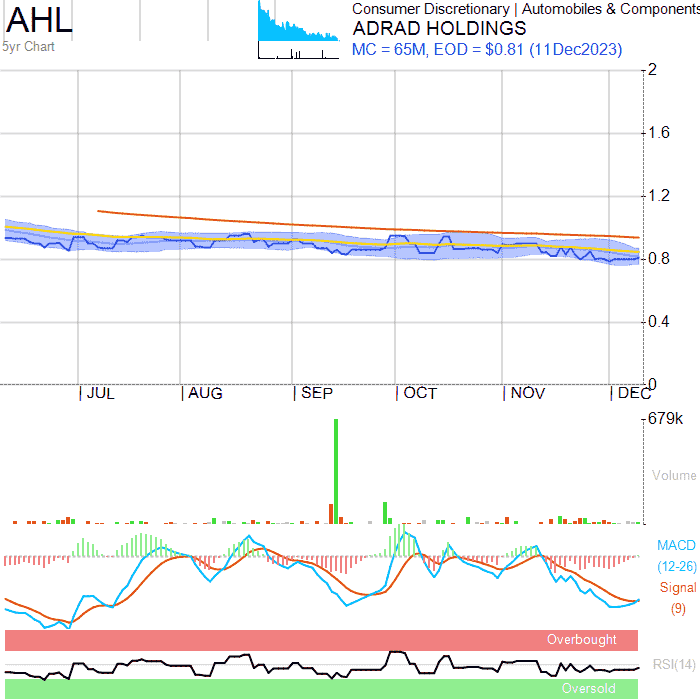 AHL
5yr Chart
Consumer Discretionary | Automobiles & Components
ADRAD HOLDINGS
MC = 65M, EOD = $0.81 (11Dec2023)
2
1.6
1.2
0.8
0.4
0
| JUL | AUG | SEP | OCT | NOV | DEC
679k
Volume
MACD
(12-26)
Signal
(9)
Overbought
RSI(14)
Oversold